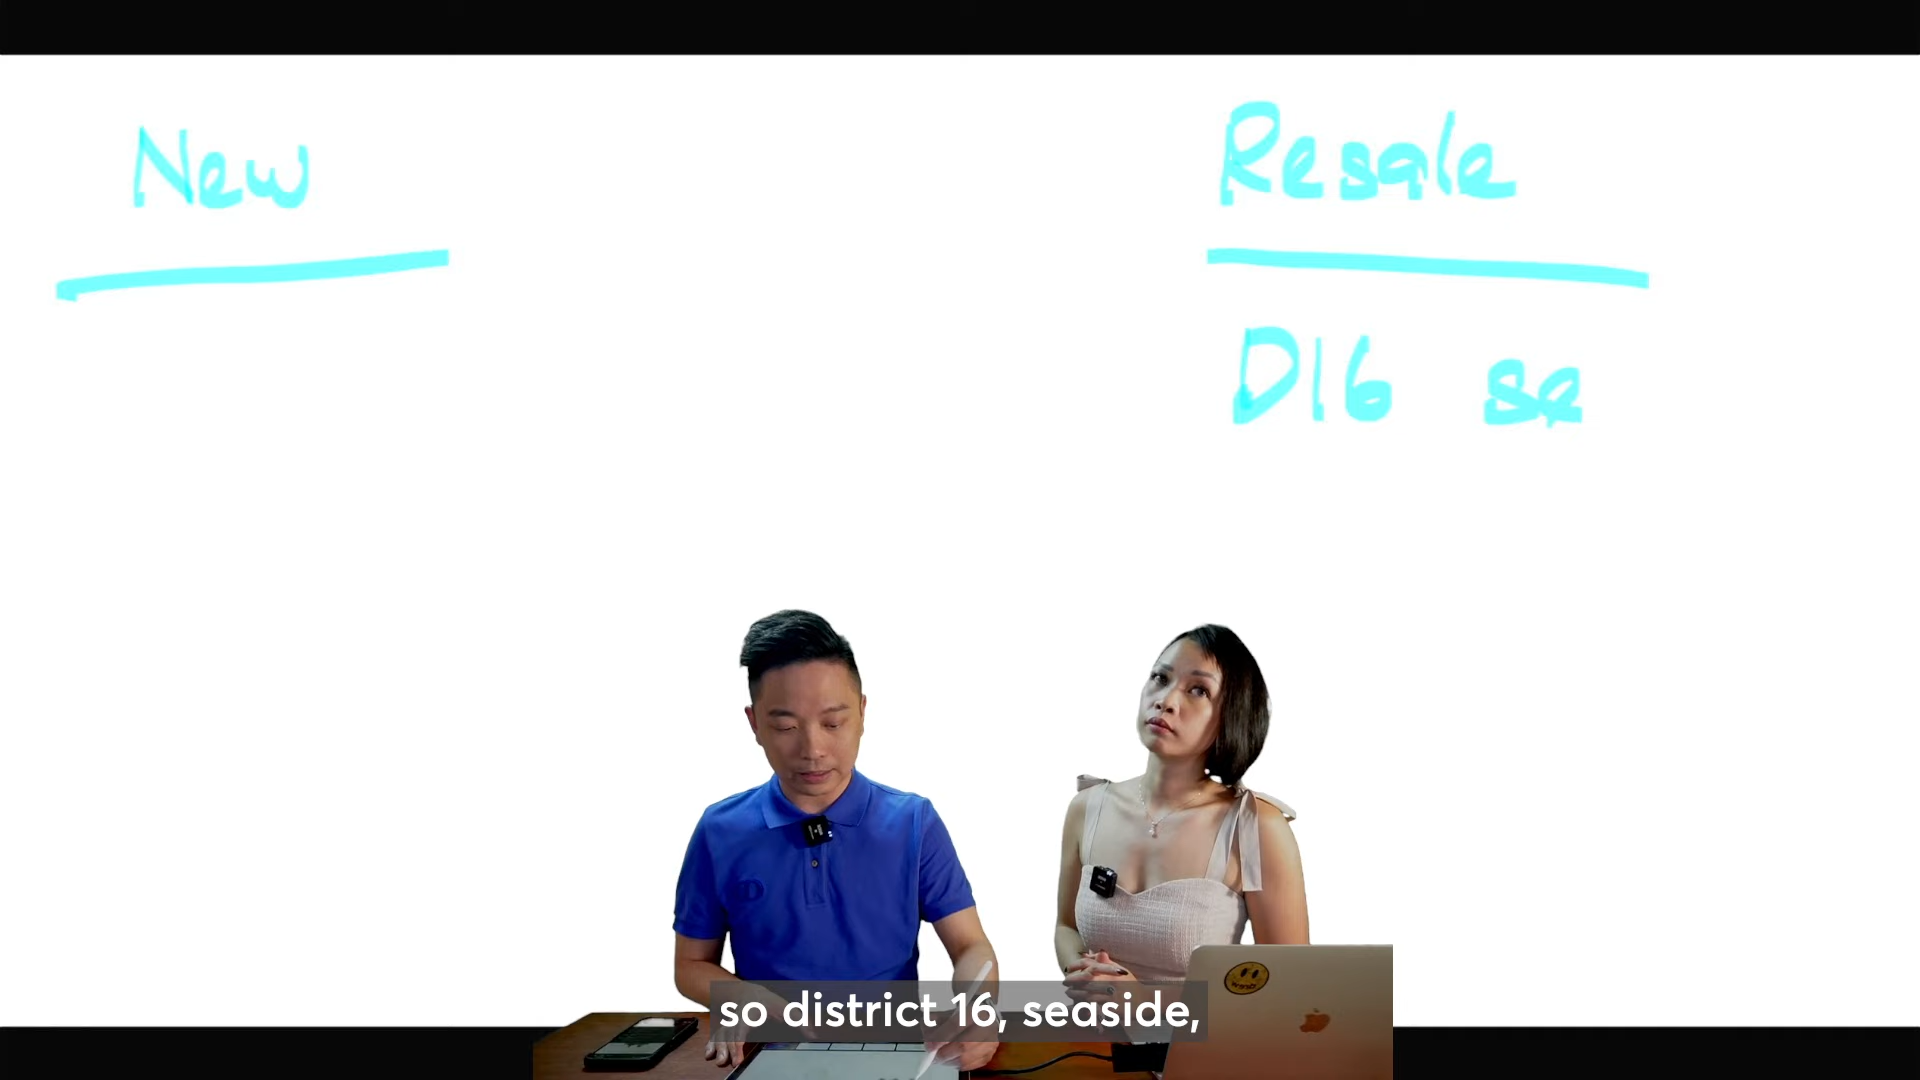 New
Resale
D16 se
so district 16, seaside,